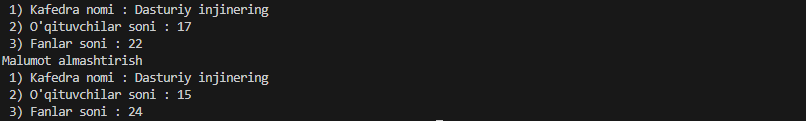 1) Kafedra nomi : Dasturiy injinering
2) O'qituvchilar soni : 17
3) Fanlar soni : 22
Malumot almashtirish
1) Kafedra nomi : Dasturiy injinering
2) O'qituvchilar soni : 15
3) Fanlar soni : 24